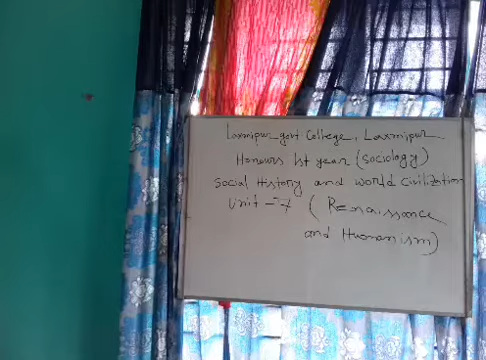 Laxmipur govt College, Laxmipur
Honours 1st year (sociology)
Social History and world Civilization
Unit - 7 (Renaissance
and Humanism)